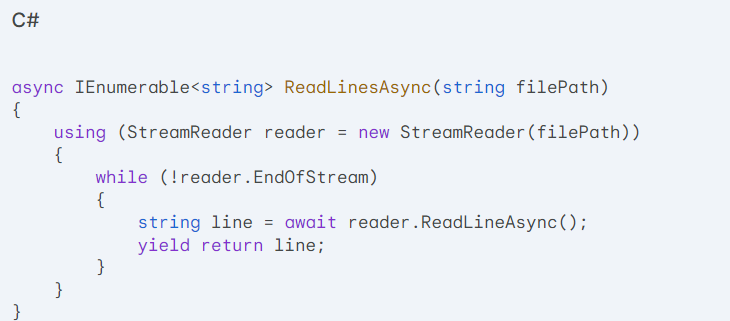 C#
async IEnumerable<string> ReadLinesAsync(string filePath)
{
    using (StreamReader reader = new StreamReader(filePath))
    {
        while (!reader.EndOfStream)
        {
            string line = await reader.ReadLineAsync();
            yield return line;
        }
    }
}